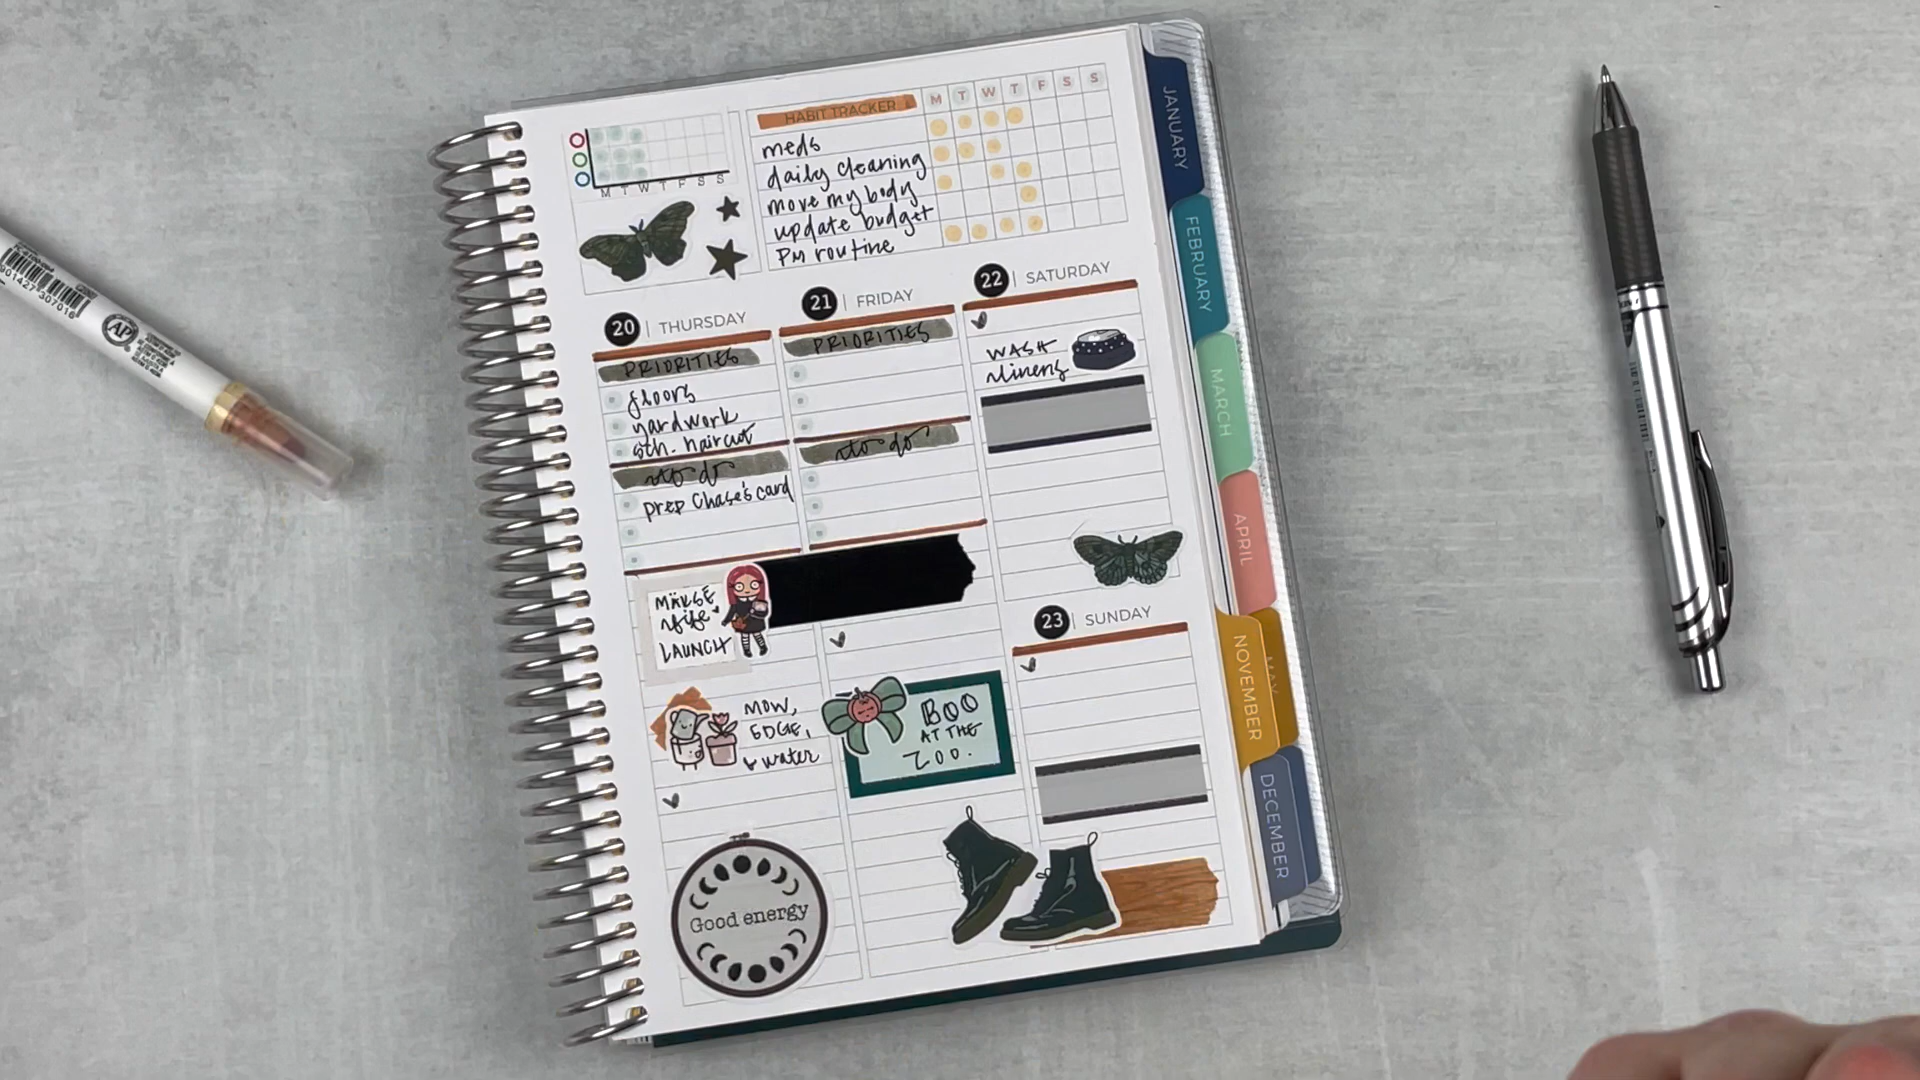 HABIT TRACKER
M T W T F S S
meds
daily cleaning
move my body
update budget
PM routine
M T W T F S S
20 | THURSDAY
PRIORITIES
floors
yardwork
sth. haircut
to do
prep Chase's card
LAUNCH
MOW,
EDGE,
& water
Good energy
21 | FRIDAY
PRIORITIES
to do
BOO
AT THE
ZOO.
22 | SATURDAY
WASH
linens
23 | SUNDAY
JANUARY
FEBRUARY
MARCH
APRIL
MAY
NOVEMBER
DECEMBER
AP